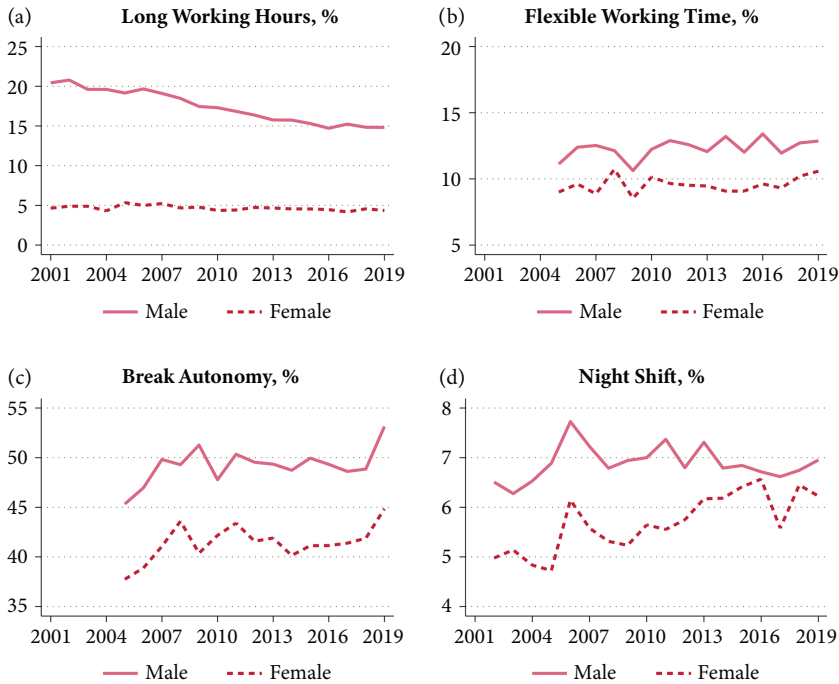 (a) Long Working Hours, %
25
20
15
10
5
0
2001 2004 2007 2010 2013 2016 2019
Male Female
(b) Flexible Working Time, %
20
15
10
5
2001 2004 2007 2010 2013 2016 2019
Male Female
(c) Break Autonomy, %
55
50
45
40
35
2001 2004 2007 2010 2013 2016 2019
Male Female
(d) Night Shift, %
8
7
6
5
4
2001 2004 2007 2010 2013 2016 2019
Male Female